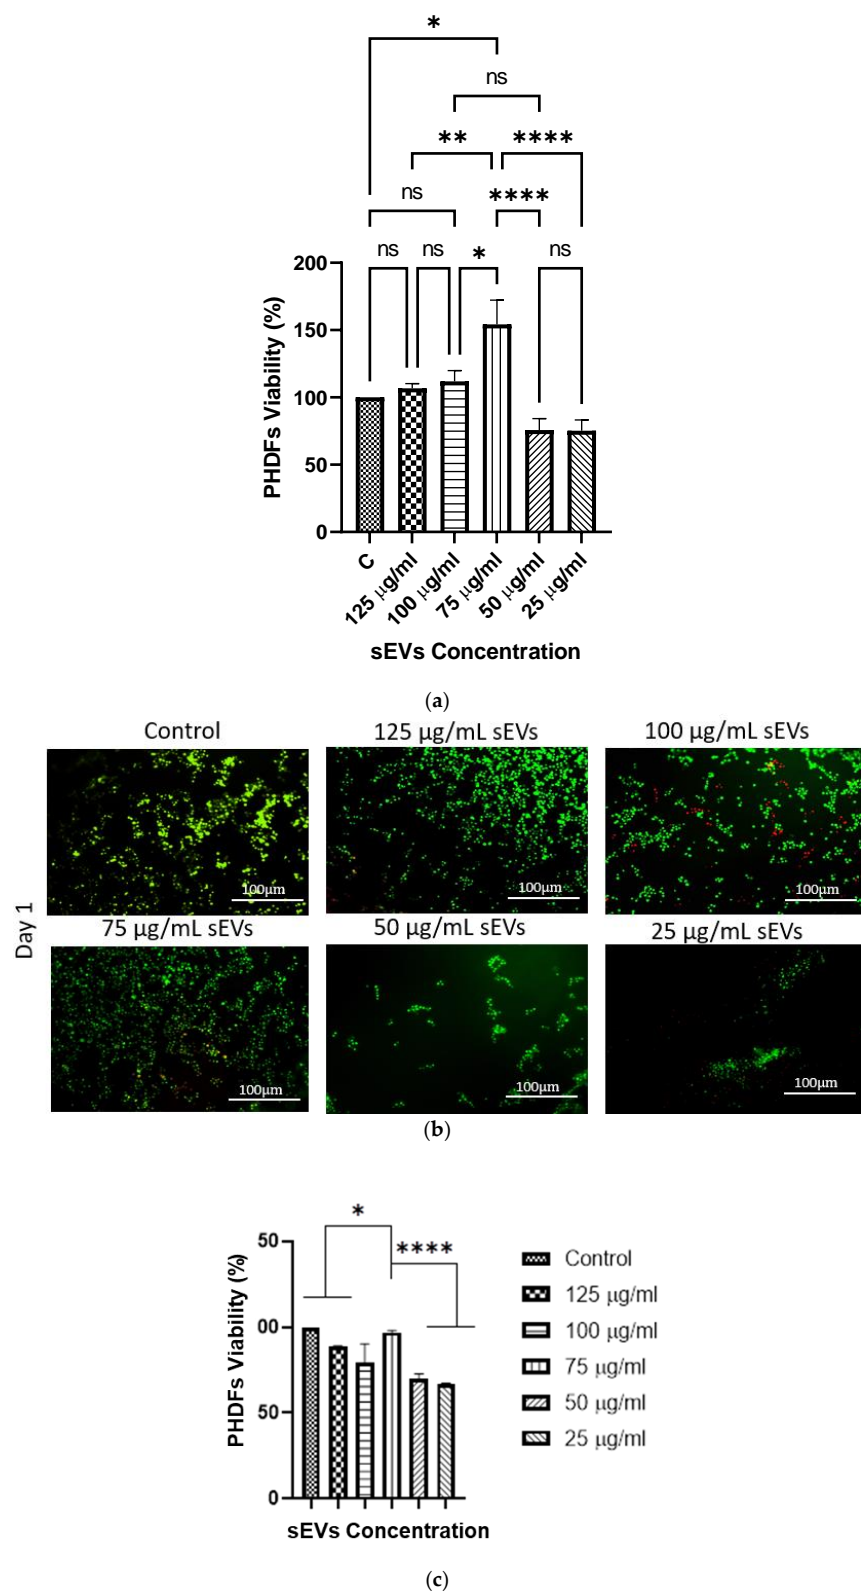 *
ns
** ****
ns ****
ns ns * ns
200
150
100
50
0
PHDFs Viability (%)
C 125 µg/ml 100 µg/ml 75 µg/ml 50 µg/ml 25 µg/ml
sEVs Concentration
(a)
Control 125 µg/mL sEVs 100 µg/mL sEVs
100µm 100µm 100µm
Day 1
75 µg/mL sEVs 50 µg/mL sEVs 25 µg/mL sEVs
100µm 100µm 100µm
(b)
*
****
50
00
50
0
PHDFs Viability (%)
sEVs Concentration
Control
125 µg/ml
100 µg/ml
75 µg/ml
50 µg/ml
25 µg/ml
(c)